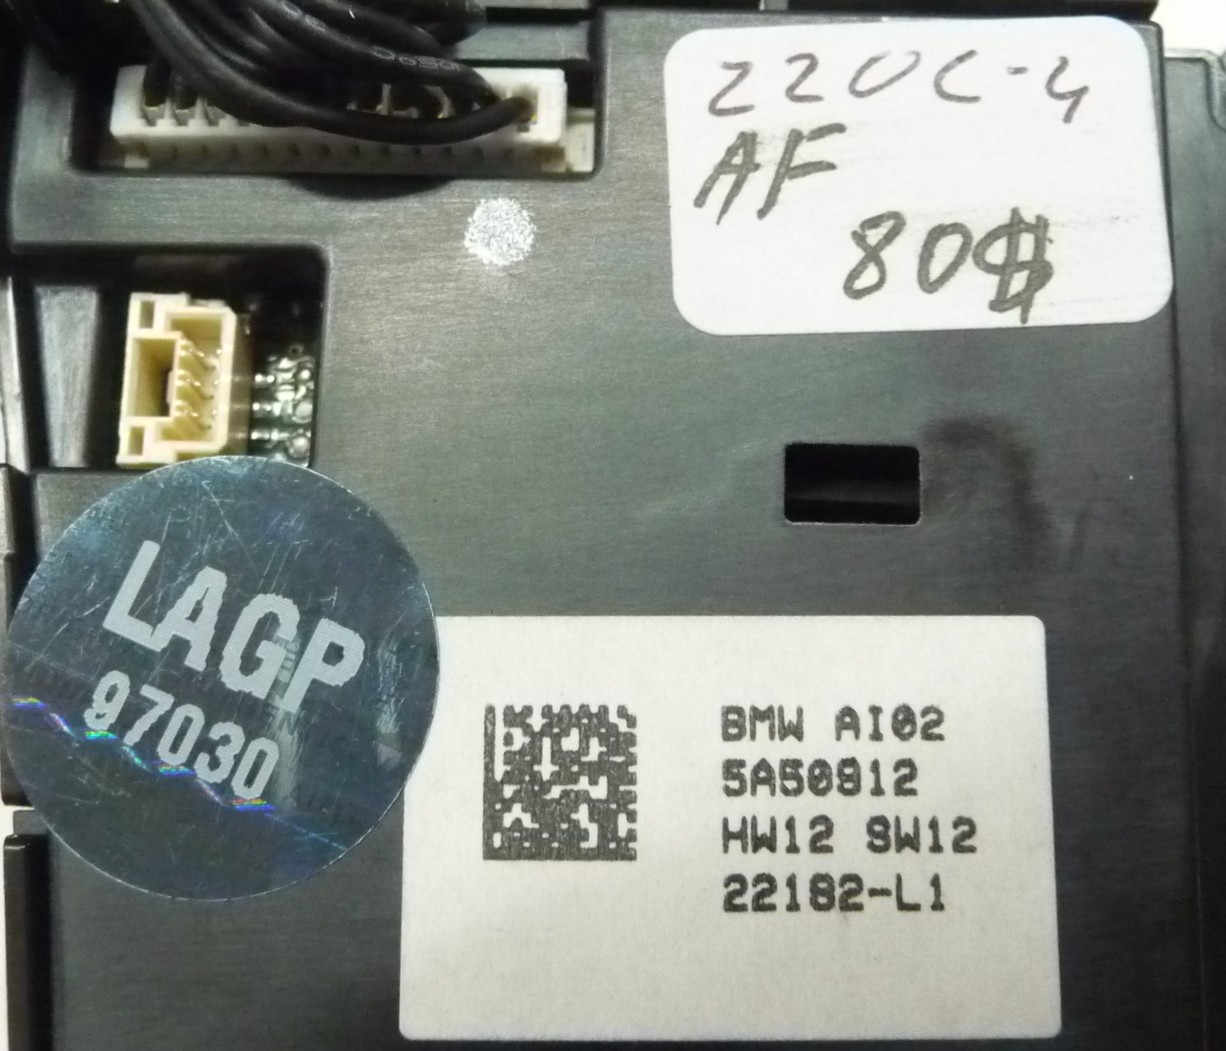 220C-4
AF
80$
LAGP
97030
BMW AI02
5A50912
HW12 SW12
22182-L1